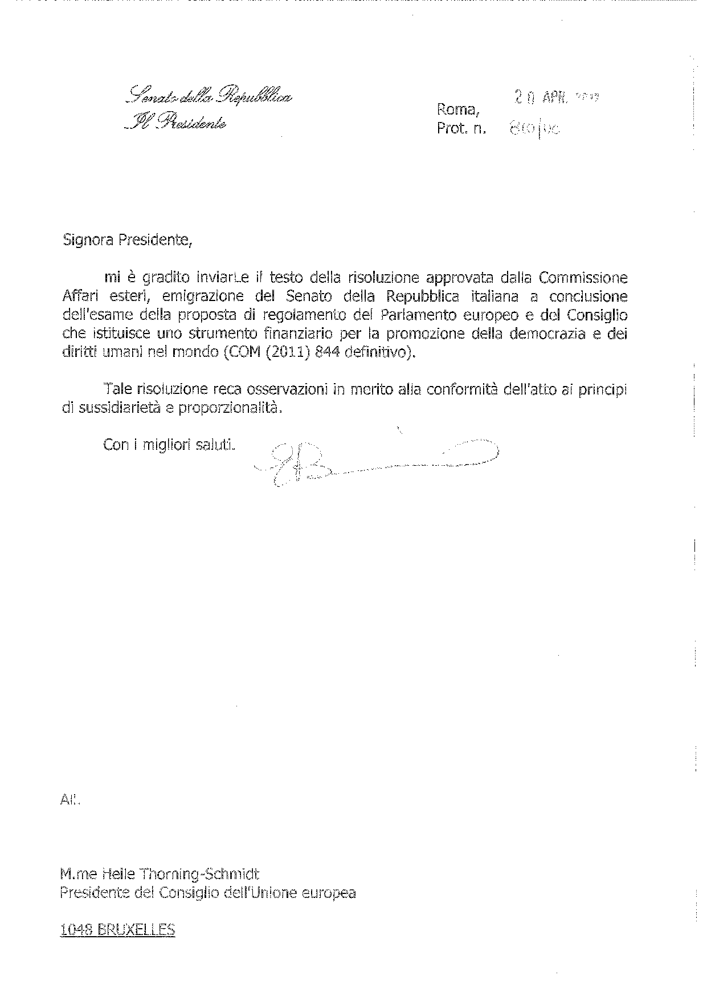 Senato della Repubblica
Il Presidente
20 APR.
Roma,
Prot. n.
Signora Presidente,
mi è gradito inviarLe il testo della risoluzione approvata dalla Commissione
Affari esteri, emigrazione del Senato della Repubblica italiana a conclusione
dell'esame della proposta di regolamento del Parlamento europeo e del Consiglio
che istituisce uno strumento finanziario per la promozione della democrazia e dei
diritti umani nel mondo (COM (2011) 844 definitivo).
Tale risoluzione reca osservazioni in merito alla conformità dell'atto ai principi
di sussidiarietà e proporzionalità.
Con i migliori saluti.
All.
M.me Helle Thorning-Schmidt
Presidente del Consiglio dell'Unione europea
1048 BRUXELLES